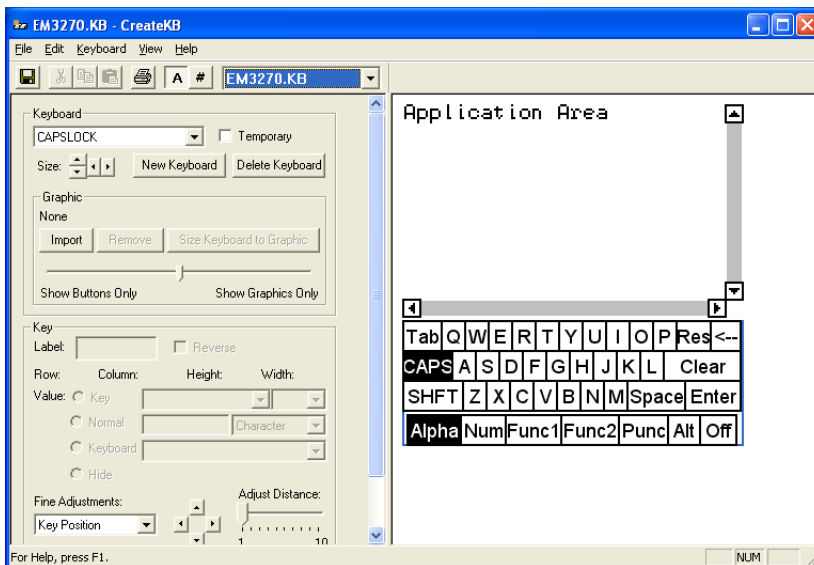 EM3270.KB - CreateKB
File Edit Keyboard View Help
A # EM3270.KB
Keyboard
CAPSLOCK Temporary
Size: New Keyboard Delete Keyboard
Graphic
None
Import Remove Size Keyboard to Graphic
Show Buttons Only Show Graphics Only
Key
Label: Reverse
Row: Column: Height: Width:
Value: Key
Normal Character
Keyboard
Hide
Fine Adjustments: Adjust Distance:
Key Position
1 10
Application Area
Tab Q W E R T Y U I O P Res <--
CAPS A S D F G H J K L Clear
SHFT Z X C V B N M Space Enter
Alpha Num Func1 Func2 Punc Alt Off
For Help, press F1. NUM